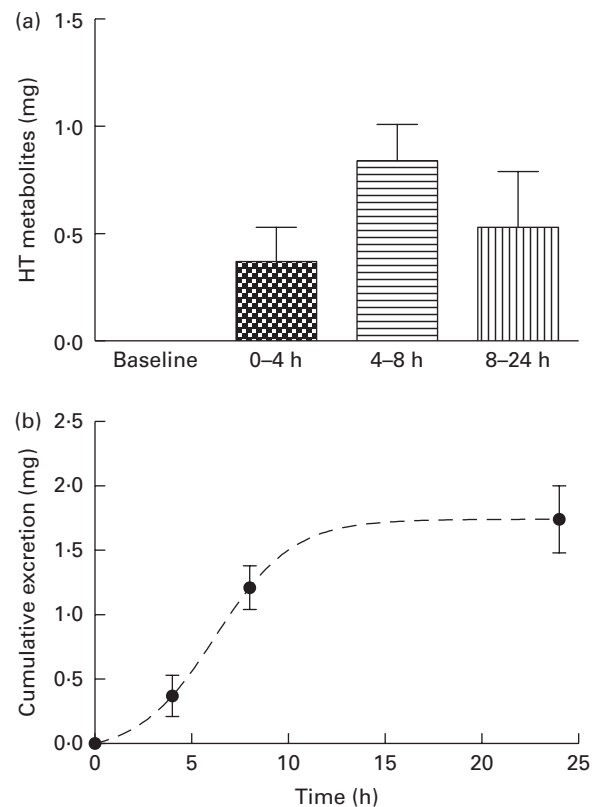 (a)
HT metabolites (mg)
1·5
1·0
0·5
0·0
Baseline 0–4 h 4–8 h 8–24 h
(b)
Cumulative excretion (mg)
2·5
2·0
1·5
1·0
0·5
0·0
0 5 10 15 20 25
Time (h)